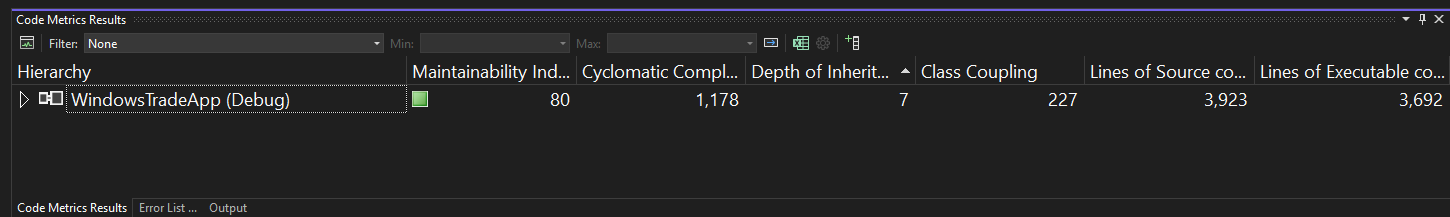 Code Metrics Results
Filter: None Min: Max:
Hierarchy Maintainability Ind... Cyclomatic Compl... Depth of Inherit... Class Coupling Lines of Source co... Lines of Executable co...
WindowsTradeApp (Debug) 80 1,178 7 227 3,923 3,692
Code Metrics Results Error List ... Output